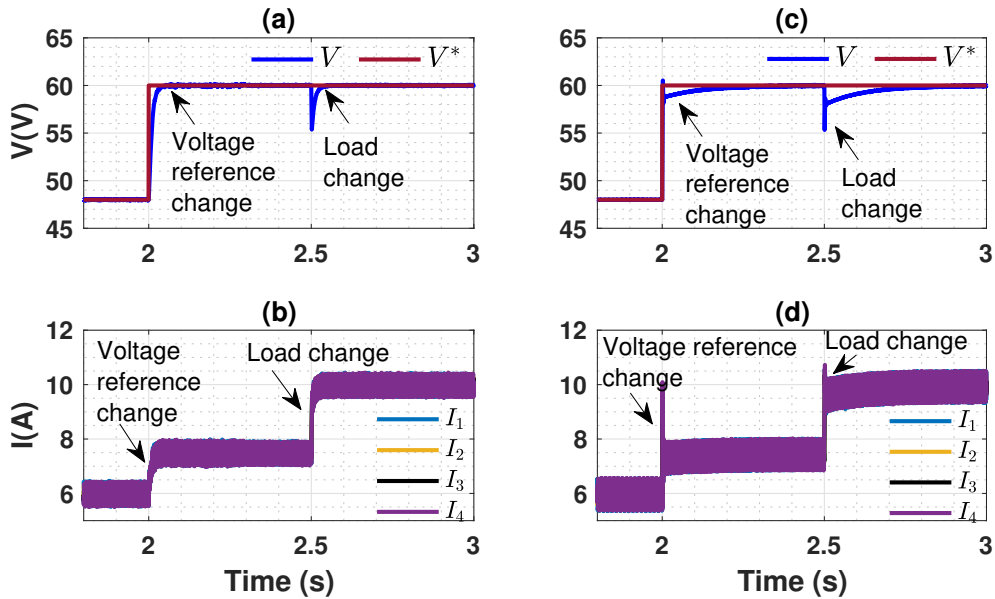 (a)
65
60
55
50
45
V(V)
V V*
Voltage
reference
change
Load
change
2 2.5 3
(c)
65
60
55
50
45
V V*
Voltage
reference
change
Load
change
2 2.5 3
(b)
12
10
8
6
I(A)
Voltage
reference
change
Load change
I1
I2
I3
I4
2 2.5 3
Time (s)
(d)
12
10
8
6
Voltage reference
change
Load change
I1
I2
I3
I4
2 2.5 3
Time (s)